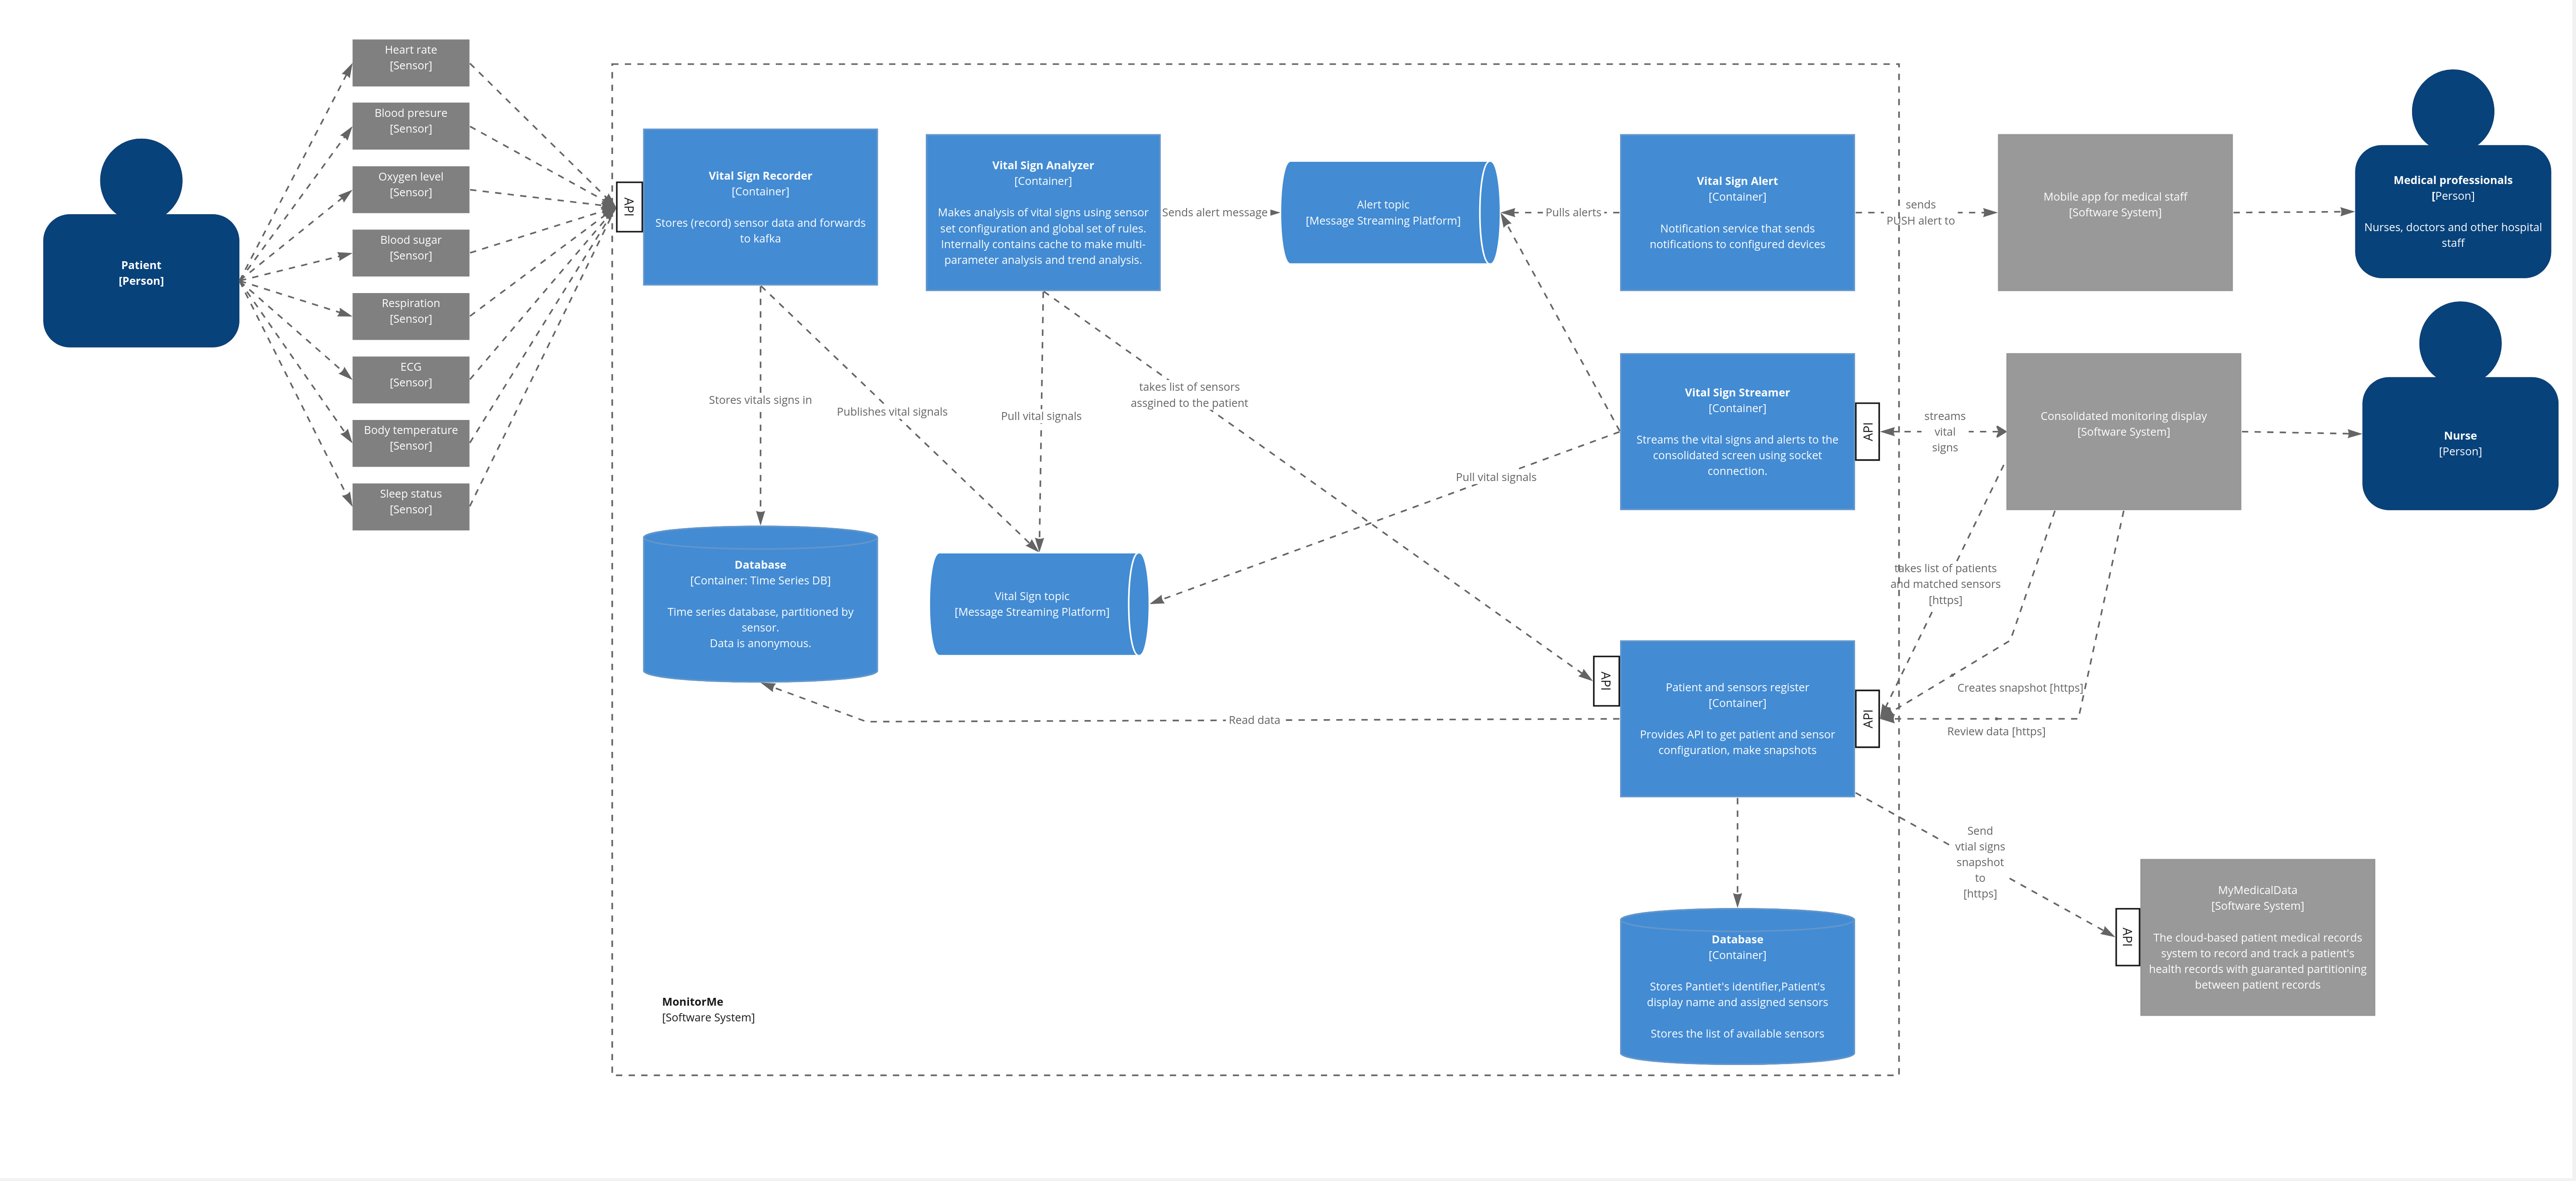 Patient
[Person]
Heart rate
[Sensor]
Blood presure
[Sensor]
Oxygen level
[Sensor]
Blood sugar
[Sensor]
Respiration
[Sensor]
ECG
[Sensor]
Body temperature
[Sensor]
Sleep status
[Sensor]
API
Vital Sign Recorder
[Container]
Stores (record) sensor data and forwards
to kafka
Vital Sign Analyzer
[Container]
Makes analysis of vital signs using sensor
set configuration and global set of rules.
Internally contains cache to make multi-
parameter analysis and trend analysis.
Sends alert message
Alert topic
[Message Streaming Platform]
Pulls alerts
Vital Sign Alert
[Container]
Notification service that sends
notifications to configured devices
sends
PUSH alert to
Mobile app for medical staff
[Software System]
Medical professionals
[Person]
Nurses, doctors and other hospital
staff
Stores vitals signs in
Publishes vital signals
Pull vital signals
takes list of sensors
assgined to the patient
Pull vital signals
Vital Sign Streamer
[Container]
Streams the vital signs and alerts to the
consolidated screen using socket
connection.
API
streams
vital
signs
Consolidated monitoring display
[Software System]
Nurse
[Person]
Database
[Container: Time Series DB]
Time series database, partitioned by
sensor.
Data is anonymous.
Vital Sign topic
[Message Streaming Platform]
takes list of patients
and matched sensors
[https]
API
Patient and sensors register
[Container]
Provides API to get patient and sensor
configuration, make snapshots
API
Creates snapshot [https]
Review data [https]
Read data
Send
vtial signs
snapshot
to
[https]
API
MyMedicalData
[Software System]
The cloud-based patient medical records
system to record and track a patient's
health records with guaranted partitioning
between patient records
Database
[Container]
Stores Pantiet's identifier,Patient's
display name and assigned sensors
Stores the list of available sensors
MonitorMe
[Software System]